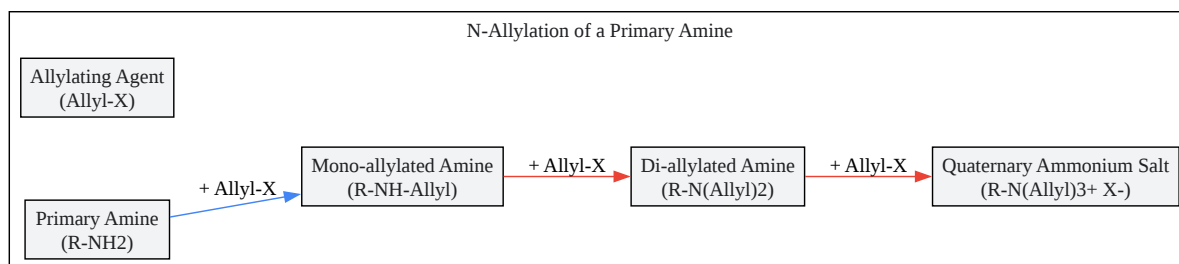 N-Allylation of a Primary Amine
Allylating Agent
(Allyl-X)
Primary Amine
(R-NH2)
+ Allyl-X
Mono-allylated Amine
(R-NH-Allyl)
+ Allyl-X
Di-allylated Amine
(R-N(Allyl)2)
+ Allyl-X
Quaternary Ammonium Salt
(R-N(Allyl)3+ X-)